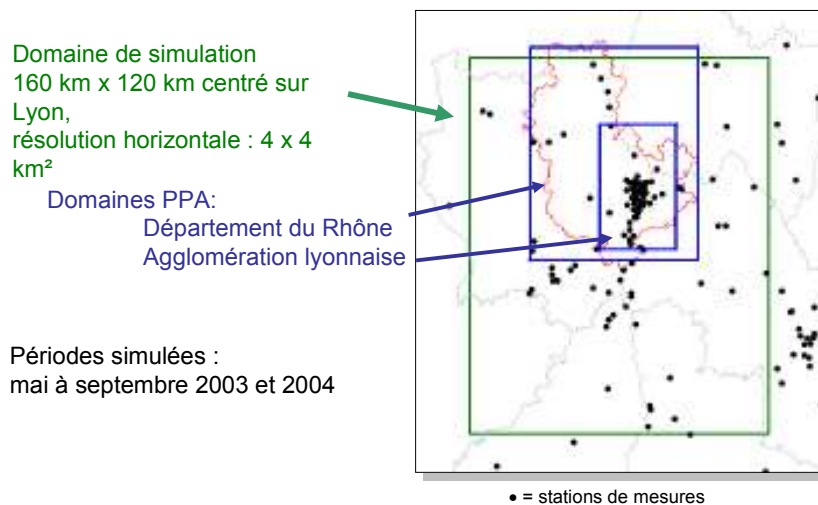 Domaine de simulation
160 km x 120 km centré sur
Lyon,
résolution horizontale : 4 x 4
km²
Domaines PPA:
Département du Rhône
Agglomération lyonnaise
Périodes simulées :
mai à septembre 2003 et 2004
• = stations de mesures